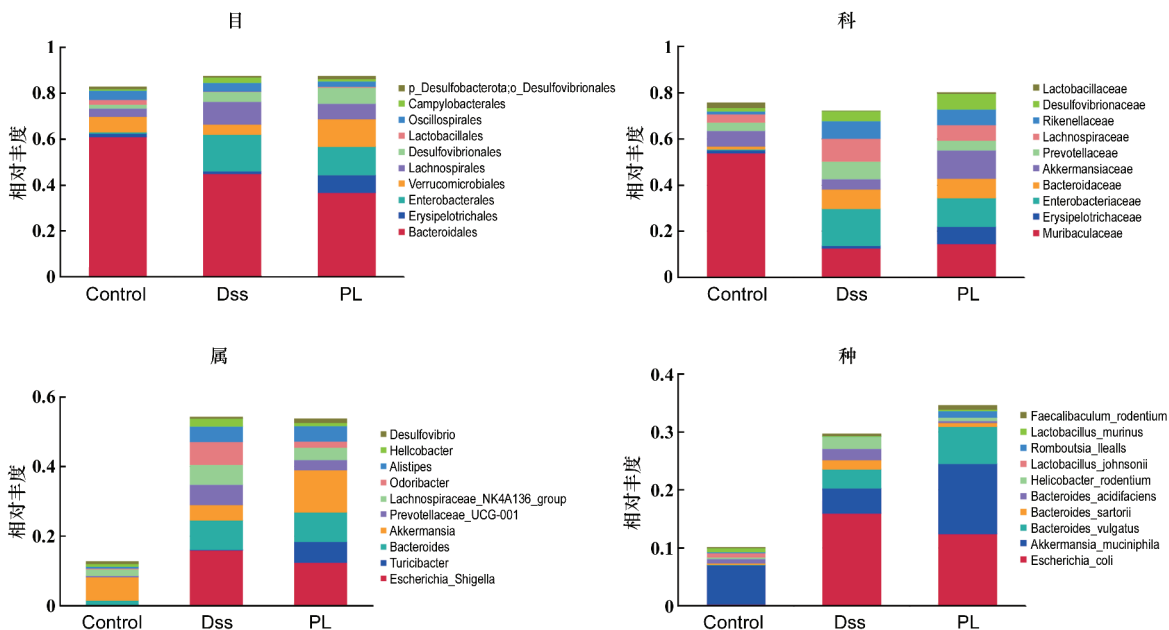 目
1
0.8
0.6
0.4
0.2
0
相对丰度
Control
Dss
PL
p_Desulfobacterota;o_Desulfovibrionales
Campylobacterales
Oscillospirales
Lactobacillales
Desulfovibrionales
Lachnospirales
Verrucomicrobiales
Enterobacterales
Erysipelotrichales
Bacteroidales
科
1
0.8
0.6
0.4
0.2
0
相对丰度
Control
Dss
PL
Lactobacillaceae
Desulfovibrionaceae
Rikenellaceae
Lachnospiraceae
Prevotellaceae
Akkermansiaceae
Bacteroidaceae
Enterobacteriaceae
Erysipelotrichaceae
Muribaculaceae
属
0.6
0.4
0.2
0
相对丰度
Control
Dss
PL
Desulfovibrio
Hellcobacter
Alistipes
Odoribacter
Lachnospiraceae_NK4A136_group
Prevotellaceae_UCG-001
Akkermansia
Bacteroides
Turicibacter
Escherichia_Shigella
种
0.4
0.3
0.2
0.1
0
相对丰度
Control
Dss
PL
Faecalibaculum_rodentium
Lactobacillus_murinus
Romboutsia_llealls
Lactobacillus_johnsonii
Helicobacter_rodentium
Bacteroides_acidifaciens
Bacteroides_sartorii
Bacteroides_vulgatus
Akkermansia_muciniphila
Escherichia_coli